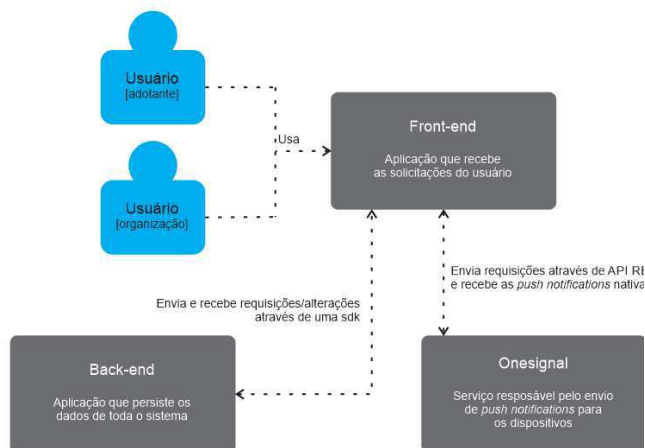 Usuário
[adotante]
Usa
Front-end
Aplicação que recebe
as solicitações do usuário
Usuário
[organização]
Envia requisições através de API RE
e recebe as push notifications nativa
Envia e recebe requisições/alterações
através de uma sdk
Back-end
Aplicação que persiste os
dados de toda o sistema
Onesignal
Serviço resposável pelo envio
de push notifications para
os dispositivos